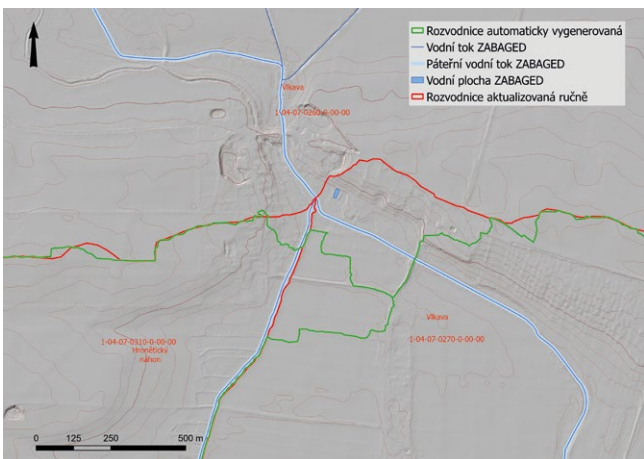 Rozvodnice automaticky vygenerovaná
Vodní tok ZABAGED
Páteřní vodní tok ZABAGED
Vodní plocha ZABAGED
Rozvodnice aktualizovaná ručně
Vlkava
1-04-07-0260-0-00-00
Vlkava
1-04-07-0310-0-00-00
1-04-07-0270-0-00-00
Hronětický
náhon
0 125 250 500 m